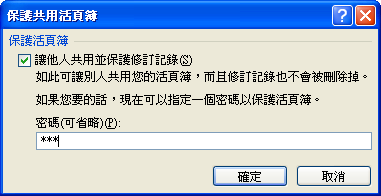 保護共用活頁簿
保護活頁簿
讓他人共用並保護修訂記錄(S)
如此可讓別人共用您的活頁簿，而且修訂記錄也不會被刪除掉。
如果您要的話，現在可以指定一個密碼以保護活頁簿。
密碼(可省略)(P):
***
確定 取消